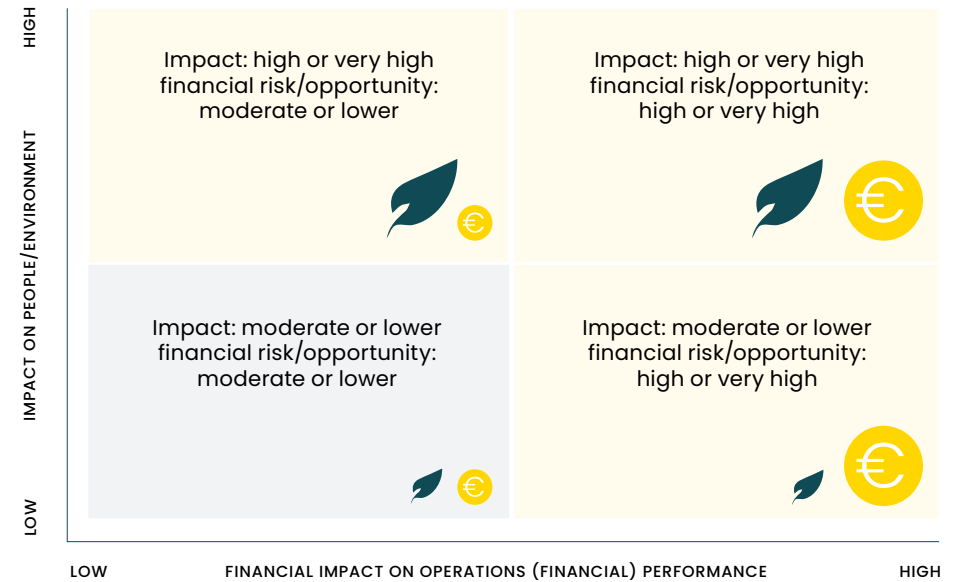 HIGH
IMPACT ON PEOPLE/ENVIRONMENT
LOW
Impact: high or very high
financial risk/opportunity:
moderate or lower
€
Impact: high or very high
financial risk/opportunity:
high or very high
€
Impact: moderate or lower
financial risk/opportunity:
moderate or lower
€
Impact: moderate or lower
financial risk/opportunity:
high or very high
€
LOW
FINANCIAL IMPACT ON OPERATIONS (FINANCIAL) PERFORMANCE
HIGH